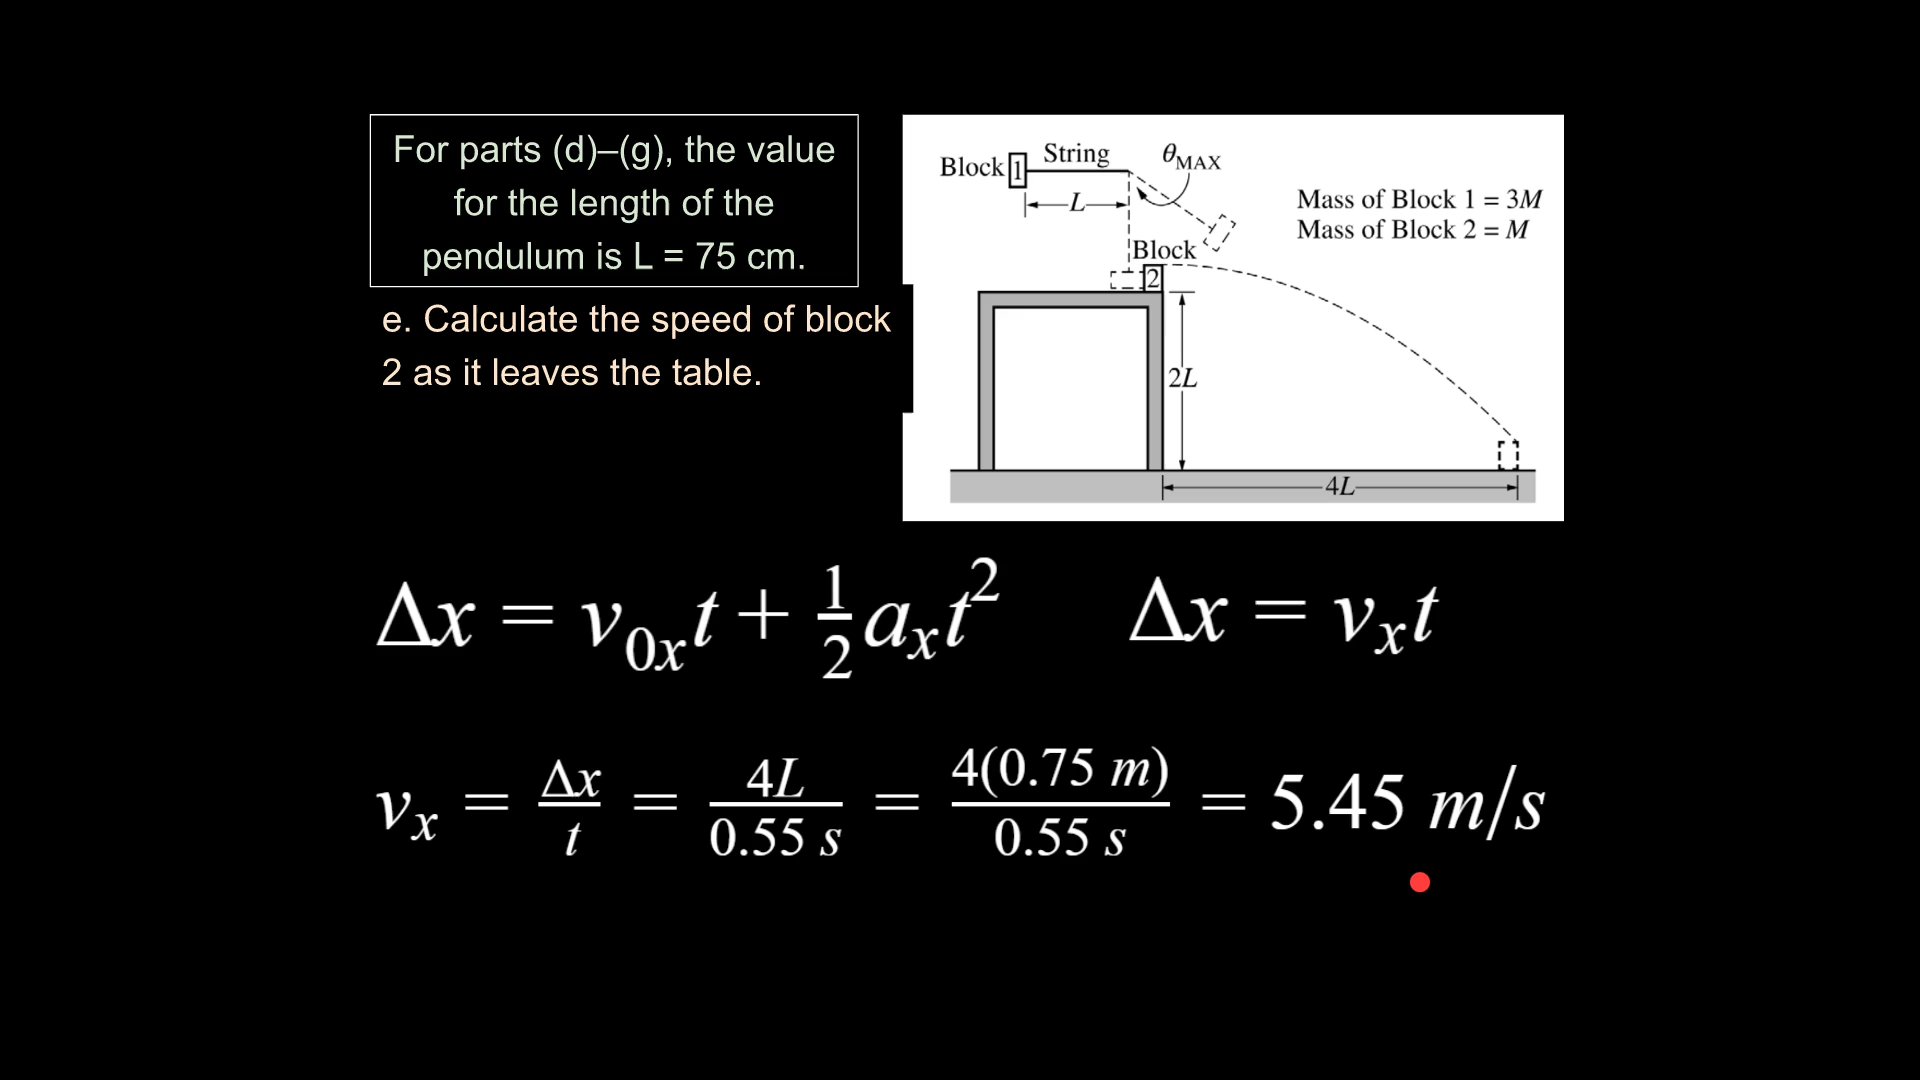 For parts (d)–(g), the value
for the length of the
pendulum is L = 75 cm.
e. Calculate the speed of block
2 as it leaves the table.
Block 1 String θMAX
L
Mass of Block 1 = 3M
Mass of Block 2 = M
Block
2
2L
4L
Δx = v₀ₓt + ½aₓt² Δx = vₓt
vₓ = Δx/t = 4L/0.55 s = 4(0.75 m)/0.55 s = 5.45 m/s